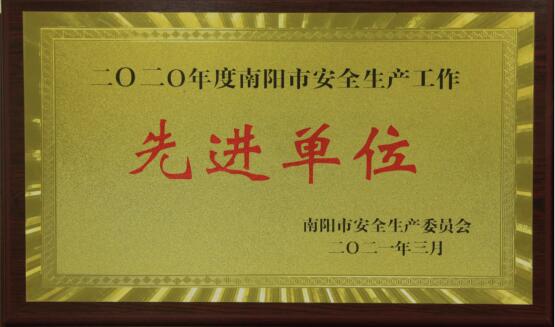 二〇二〇年度南阳市安全生产工作
先进单位
南阳市安全生产委员会
二〇二一年三月